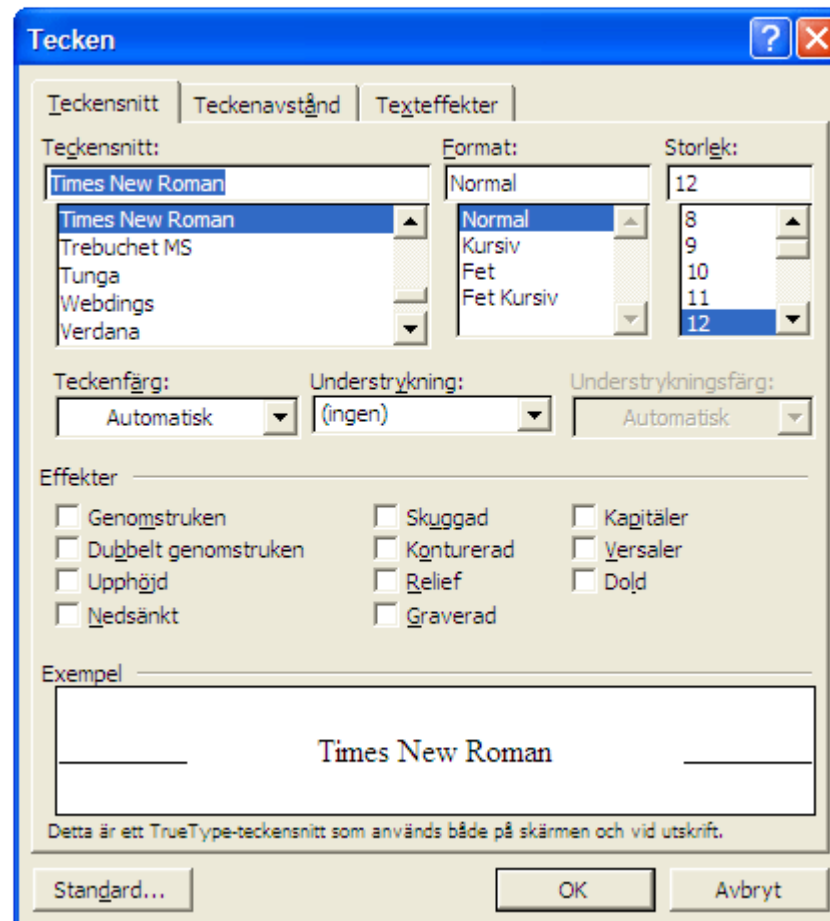 Tecken
Teckensnitt Teckenavstånd Texteffekter
Teckensnitt: Format: Storlek:
Times New Roman Normal 12
Times New Roman Normal 8
Trebuchet MS Kursiv 9
Tunga Fet 10
Webdings Fet Kursiv 11
Verdana 12
Teckenfärg: Understrykning: Understrykningsfärg:
Automatisk (ingen) Automatisk
Effekter
Genomstruken Skuggad Kapitäler
Dubbelt genomstruken Konturerad Versaler
Upphöjd Relief Dold
Nedsänkt Graverad
Exempel
Times New Roman
Detta är ett TrueType-teckensnitt som används både på skärmen och vid utskrift.
Standard... OK Avbryt